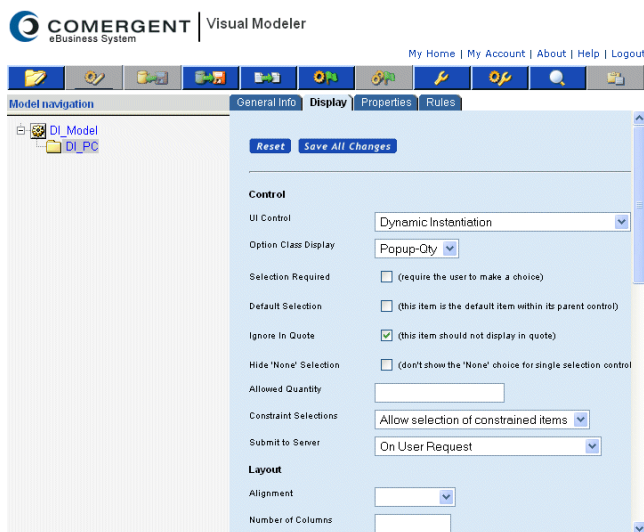 COMERGENT
eBusiness System
Visual Modeler
My Home | My Account | About | Help | Logout
Model navigation
General Info Display Properties Rules
DI_Model
DI_PC
Reset Save All Changes
Control
UI Control Dynamic Instantiation
Option Class Display Popup-Qty
Selection Required (require the user to make a choice)
Default Selection (this item is the default item within its parent control)
Ignore In Quote (this item should not display in quote)
Hide 'None' Selection (don't show the 'None' choice for single selection control
Allowed Quantity
Constraint Selections Allow selection of constrained items
Submit to Server On User Request
Layout
Alignment
Number of Columns